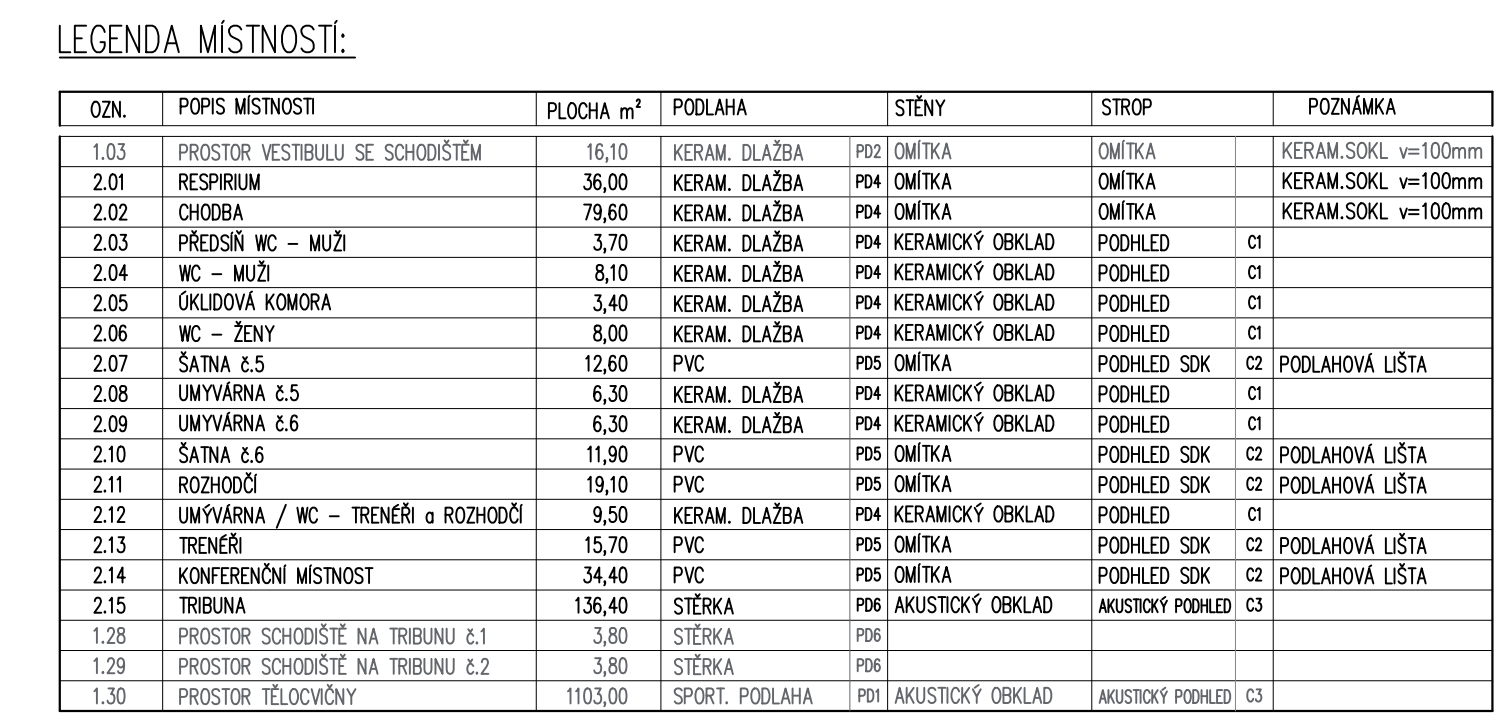 LEGENDA MÍSTNOSTÍ:
OZN. POPIS MÍSTNOSTI PLOCHA m² PODLAHA STĚNY STROP POZNÁMKA
1.03 PROSTOR VESTIBULU SE SCHODIŠTĚM 16,10 KERAM. DLAŽBA PD2 OMÍTKA OMÍTKA KERAM.SOKL v=100mm
2.01 RESPIRIUM 36,00 KERAM. DLAŽBA PD4 OMÍTKA OMÍTKA KERAM.SOKL v=100mm
2.02 CHODBA 79,60 KERAM. DLAŽBA PD4 OMÍTKA OMÍTKA KERAM.SOKL v=100mm
2.03 PŘEDSÍŇ WC – MUŽI 3,70 KERAM. DLAŽBA PD4 KERAMICKÝ OBKLAD PODHLED C1
2.04 WC – MUŽI 8,10 KERAM. DLAŽBA PD4 KERAMICKÝ OBKLAD PODHLED C1
2.05 ÚKLIDOVÁ KOMORA 3,40 KERAM. DLAŽBA PD4 KERAMICKÝ OBKLAD PODHLED C1
2.06 WC – ŽENY 8,00 KERAM. DLAŽBA PD4 KERAMICKÝ OBKLAD PODHLED C1
2.07 ŠATNA č.5 12,60 PVC PD5 OMÍTKA PODHLED SDK C2 PODLAHOVÁ LIŠTA
2.08 UMYVÁRNA č.5 6,30 KERAM. DLAŽBA PD4 KERAMICKÝ OBKLAD PODHLED C1
2.09 UMYVÁRNA č.6 6,30 KERAM. DLAŽBA PD4 KERAMICKÝ OBKLAD PODHLED C1
2.10 ŠATNA č.6 11,90 PVC PD5 OMÍTKA PODHLED SDK C2 PODLAHOVÁ LIŠTA
2.11 ROZHODČÍ 19,10 PVC PD5 OMÍTKA PODHLED SDK C2 PODLAHOVÁ LIŠTA
2.12 UMÝVÁRNA / WC – TRENÉŘI a ROZHODČÍ 9,50 KERAM. DLAŽBA PD4 KERAMICKÝ OBKLAD PODHLED C1
2.13 TRENÉŘI 15,70 PVC PD5 OMÍTKA PODHLED SDK C2 PODLAHOVÁ LIŠTA
2.14 KONFERENČNÍ MÍSTNOST 34,40 PVC PD5 OMÍTKA PODHLED SDK C2 PODLAHOVÁ LIŠTA
2.15 TRIBUNA 136,40 STĚRKA PD6 AKUSTICKÝ OBKLAD AKUSTICKÝ PODHLED C3
1.28 PROSTOR SCHODIŠTĚ NA TRIBUNU č.1 3,80 STĚRKA PD6
1.29 PROSTOR SCHODIŠTĚ NA TRIBUNU č.2 3,80 STĚRKA PD6
1.30 PROSTOR TĚLOCVIČNY 1103,00 SPORT. PODLAHA PD1 AKUSTICKÝ OBKLAD AKUSTICKÝ PODHLED C3